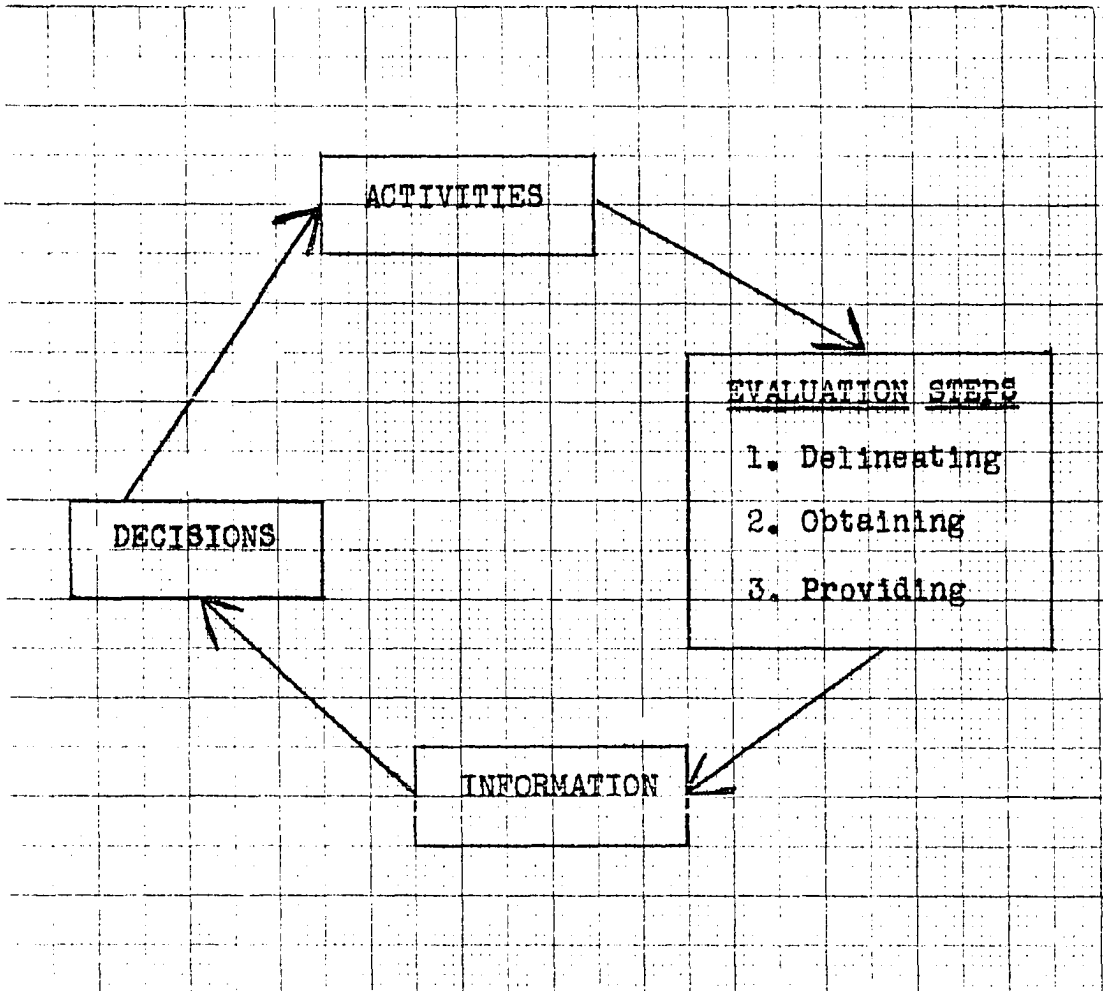 ACTIVITIES
EVALUATION STEPS
1. Delineating
2. Obtaining
3. Providing
DECISIONS
INFORMATION